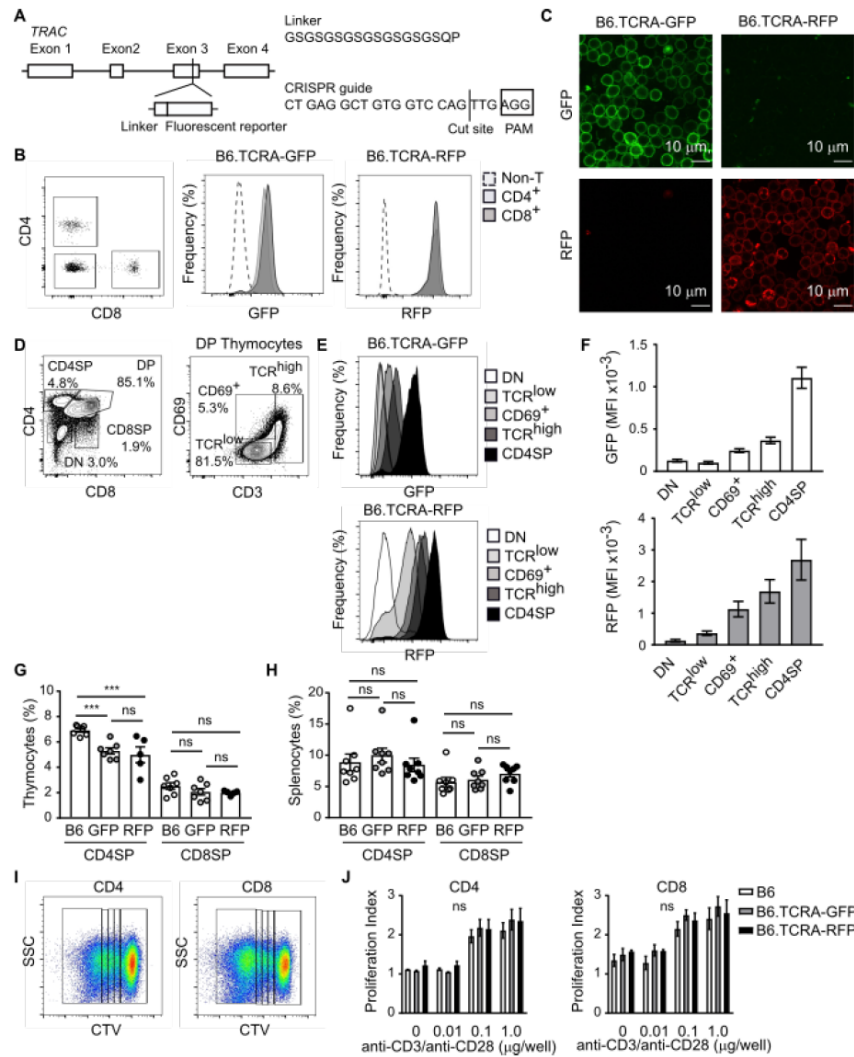 A
TRAC
Exon 1 Exon2 Exon 3 Exon 4
Linker Fluorescent reporter
Linker
GSGSGSGSGSGSGSGSQP
CRISPR guide
CT GAG GCT GTG GTC CAG TTG AGG
Cut site PAM
C
B6.TCRA-GFP B6.TCRA-RFP
GFP
10 µm 10 µm
RFP
10 µm 10 µm
B
CD4
CD8
B6.TCRA-GFP
Frequency (%)
GFP
B6.TCRA-RFP
Frequency (%)
RFP
Non-T
CD4+
CD8+
D
CD4SP
4.8%
DP
85.1%
CD8SP
1.9%
DN 3.0%
CD4
CD8
DP Thymocytes
TCRhigh
8.6%
CD69+
5.3%
TCRlow
81.5%
CD69
CD3
E
B6.TCRA-GFP
Frequency (%)
GFP
DN
TCRlow
CD69+
TCRhigh
CD4SP
B6.TCRA-RFP
Frequency (%)
RFP
DN
TCRlow
CD69+
TCRhigh
CD4SP
F
GFP (MFI x10-3)
1.5
1.0
0.5
0
DN TCRlow CD69+ TCRhigh CD4SP
RFP (MFI x10-3)
4
3
2
1
0
DN TCRlow CD69+ TCRhigh CD4SP
G
Thymocytes (%)
10
8
6
4
2
0
***
*** ns
ns
ns ns
B6 GFP RFP B6 GFP RFP
CD4SP CD8SP
H
Splenocytes (%)
20
15
10
5
0
ns
ns ns
ns
ns ns
B6 GFP RFP B6 GFP RFP
CD4SP CD8SP
I
CD4 CD8
SSC SSC
CTV CTV
J
CD4
Proliferation Index
3
2
1
0
ns
0 0.01 0.1 1.0
anti-CD3/anti-CD28 (µg/well)
CD8
Proliferation Index
3
2
1
0
ns
0 0.01 0.1 1.0
anti-CD3/anti-CD28 (µg/well)
B6
B6.TCRA-GFP
B6.TCRA-RFP